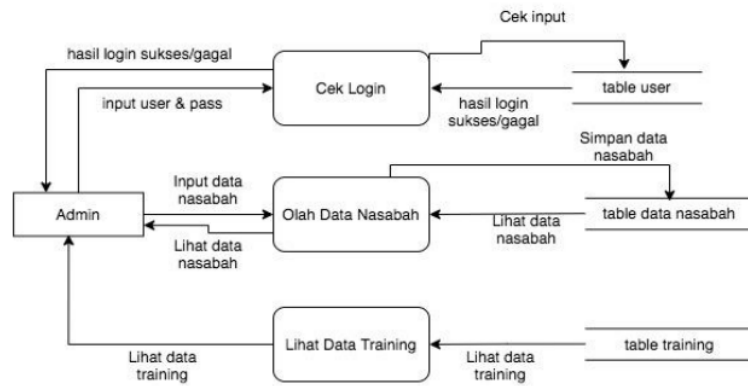 Cek input
hasil login sukses/gagal
Cek Login
table user
input user & pass
hasil login
sukses/gagal
Simpan data
nasabah
Input data
nasabah
Admin
Olah Data Nasabah
table data nasabah
Lihat data
nasabah
Lihat data
nasabah
Lihat Data Training
table training
Lihat data
training
Lihat data
training